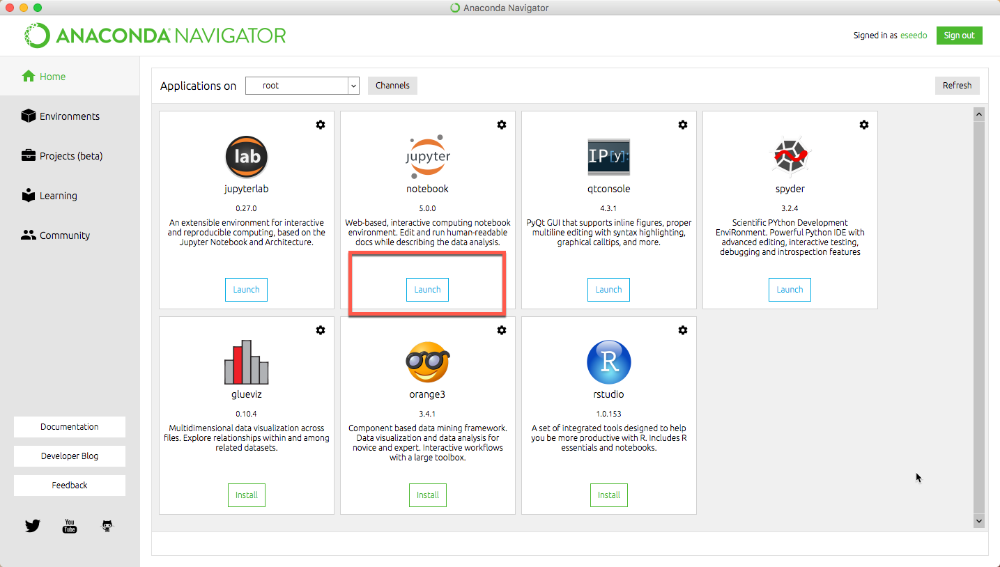 Anaconda Navigator
ANACONDA NAVIGATOR
Signed in as eseedo
Sign out
Home
Environments
Projects (beta)
Learning
Community
Documentation
Developer Blog
Feedback
You
Tube
Applications on
root
Channels
Refresh
lab
jupyterlab
0.27.0
An extensible environment for interactive
and reproducible computing, based on the
Jupyter Notebook and Architecture.
Launch
jupyter
notebook
5.0.0
Web-based, interactive computing notebook
environment. Edit and run human-readable
docs while describing the data analysis.
Launch
IP[y]:
qtconsole
4.3.1
PyQt GUI that supports inline figures, proper
multiline editing with syntax highlighting,
graphical calltips, and more.
Launch
spyder
3.2.4
Scientific PYthon Development
EnviRonment. Powerful Python IDE with
advanced editing, interactive testing,
debugging and introspection features
Launch
glueviz
0.10.4
Multidimensional data visualization across
files. Explore relationships within and among
related datasets.
Install
orange3
3.4.1
Component based data mining framework.
Data visualization and data analysis for
novice and expert. Interactive workflows
with a large toolbox.
Install
R
rstudio
1.0.153
A set of integrated tools designed to help
you be more productive with R. Includes R
essentials and notebooks.
Install